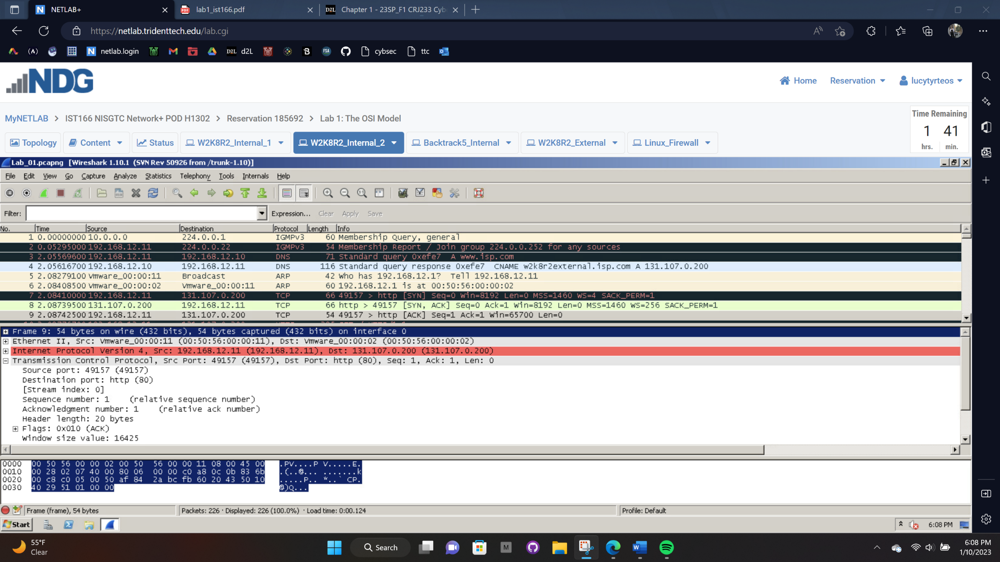 NETLAB+
lab1_ist166.pdf
Chapter 1 - 23SP_F1 CRJ233 Cyb
https://netlab.tridenttech.edu/lab.cgi
netlab.login
D2L d2L
B
FSA
cybsec
ttc
NDG
Home
Reservation
lucytyrteos
MyNETLAB > IST166 NISGTC Network+ POD H1302 > Reservation 185692 > Lab 1: The OSI Model
Time Remaining
1 41
hrs. min.
Topology
Content
Status
W2K8R2_Internal_1
W2K8R2_Internal_2
Backtrack5_Internal
W2K8R2_External
Linux_Firewall
Lab_01.pcapng [Wireshark 1.10.1 (SVN Rev 50926 from /trunk-1.10)]
File Edit View Go Capture Analyze Statistics Telephony Tools Internals Help
Filter: Expression... Clear Apply Save
No. Time Source Destination Protocol Length Info
1 0.00000000 10.0.0.0 224.0.0.1 IGMPv3 60 Membership Query, general
2 0.05295000 192.168.12.11 224.0.0.22 IGMPv3 54 Membership Report / Join group 224.0.0.252 for any sources
3 2.05569600 192.168.12.11 192.168.12.10 DNS 71 Standard query 0xefe7 A www.isp.com
4 2.05616700 192.168.12.10 192.168.12.11 DNS 116 Standard query response 0xefe7 CNAME w2k8r2external.isp.com A 131.107.0.200
5 2.08279100 Vmware_00:00:11 Broadcast ARP 42 Who has 192.168.12.1? Tell 192.168.12.11
6 2.08408500 Vmware_00:00:02 Vmware_00:00:11 ARP 60 192.168.12.1 is at 00:50:56:00:00:02
7 2.08410000 192.168.12.11 131.107.0.200 TCP 66 49157 > http [SYN] Seq=0 Win=8192 Len=0 MSS=1460 WS=4 SACK_PERM=1
8 2.08739500 131.107.0.200 192.168.12.11 TCP 66 http > 49157 [SYN, ACK] Seq=0 Ack=1 Win=8192 Len=0 MSS=1460 WS=256 SACK_PERM=1
9 2.08742500 192.168.12.11 131.107.0.200 TCP 54 49157 > http [ACK] Seq=1 Ack=1 Win=65700 Len=0
Frame 9: 54 bytes on wire (432 bits), 54 bytes captured (432 bits) on interface 0
Ethernet II, Src: Vmware_00:00:11 (00:50:56:00:00:11), Dst: Vmware_00:00:02 (00:50:56:00:00:02)
Internet Protocol Version 4, Src: 192.168.12.11 (192.168.12.11), Dst: 131.107.0.200 (131.107.0.200)
Transmission Control Protocol, Src Port: 49157 (49157), Dst Port: http (80), Seq: 1, Ack: 1, Len: 0
Source port: 49157 (49157)
Destination port: http (80)
[Stream index: 0]
Sequence number: 1 (relative sequence number)
Acknowledgment number: 1 (relative ack number)
Header length: 20 bytes
Flags: 0x010 (ACK)
Window size value: 16425
0000 00 50 56 00 00 02 00 50 56 00 00 11 08 00 45 00 .PV....P V.....E.
0010 00 28 02 07 40 00 80 06 00 00 c0 a8 0c 0b 83 6b .(..@... .......k
0020 00 c8 c0 05 00 50 af 84 2a bc fb 60 20 43 50 10 .....P.. *..` CP.
0030 40 29 51 01 00 00 @)Q...
Frame (frame), 54 bytes
Packets: 226 · Displayed: 226 (100.0%) · Load time: 0:00.124
Profile: Default
Start
6:08 PM
55°F
Clear
Search
M
W
6:08 PM
1/10/2023